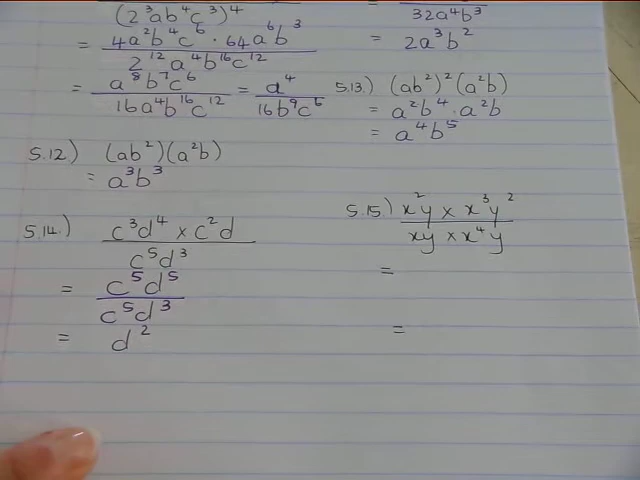 (2³ab⁴c³)⁴
= 4a²b⁴c⁶ · 64a⁶b³
2¹²a⁴b¹⁶c¹²
= a⁸b⁷c⁶ = a⁴
16a⁴b¹⁶c¹² 16b⁹c⁶
32a⁴b³
= 2a³b²
5.13.) (ab²)²(a²b)
= a²b⁴·a²b
= a⁴b⁵
5.12) (ab²)(a²b)
= a³b³
5.14.) c³d⁴ × c²d
c⁵d³
= c⁵d⁵
c⁵d³
= d²
5.15.) x²y × x³y²
xy × x⁴y
=
=